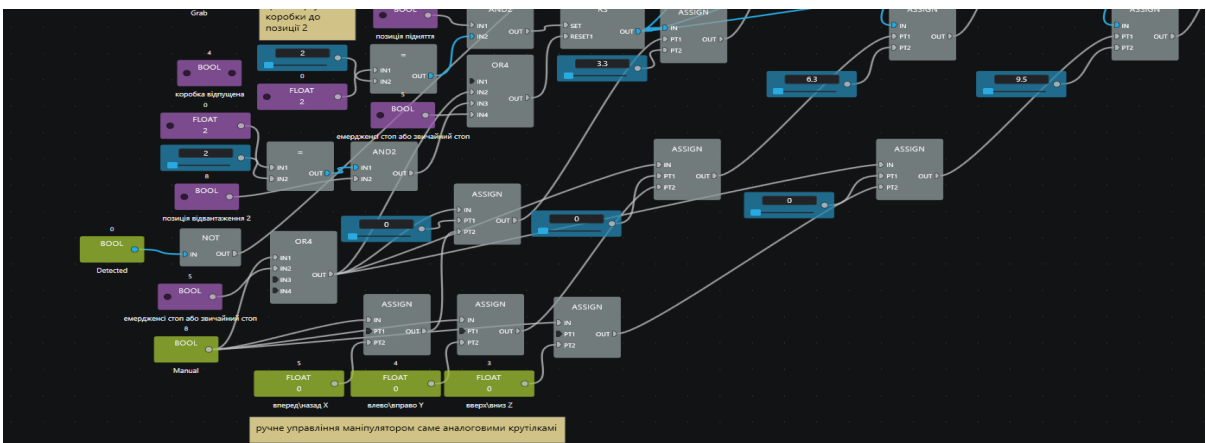 Grab
коробки до
позиції 2
BOOL
позиція підняття
AND2
IN1
IN2
OUT
RS
SET
RESET1
OUT
ASSIGN
IN
PT1
PT2
OUT
3.3
ASSIGN
IN
PT1
PT2
OUT
6.3
ASSIGN
IN
PT1
PT2
OUT
9.5
4
BOOL
коробка відпущена
2
0
FLOAT
2
=
IN1
IN2
OUT
5
BOOL
емердженсі стоп або звичайний стоп
OR4
IN1
IN2
IN3
IN4
OUT
0
FLOAT
2
2
8
BOOL
позиція відвантаження 2
=
IN1
IN2
OUT
AND2
IN1
IN2
OUT
0
BOOL
Detected
NOT
IN
OUT
OR4
IN1
IN2
IN3
IN4
OUT
0
ASSIGN
IN
PT1
PT2
OUT
0
ASSIGN
IN
PT1
PT2
OUT
0
ASSIGN
IN
PT1
PT2
OUT
5
BOOL
емердженсі стоп або звичайний стоп
8
BOOL
Manual
ASSIGN
IN
PT1
PT2
OUT
ASSIGN
IN
PT1
PT2
OUT
ASSIGN
IN
PT1
PT2
OUT
5
FLOAT
0
вперед\назад X
4
FLOAT
0
влево\вправо Y
3
FLOAT
0
вверх\вниз Z
ручне управління маніпулятором саме аналоговими крутілкамі